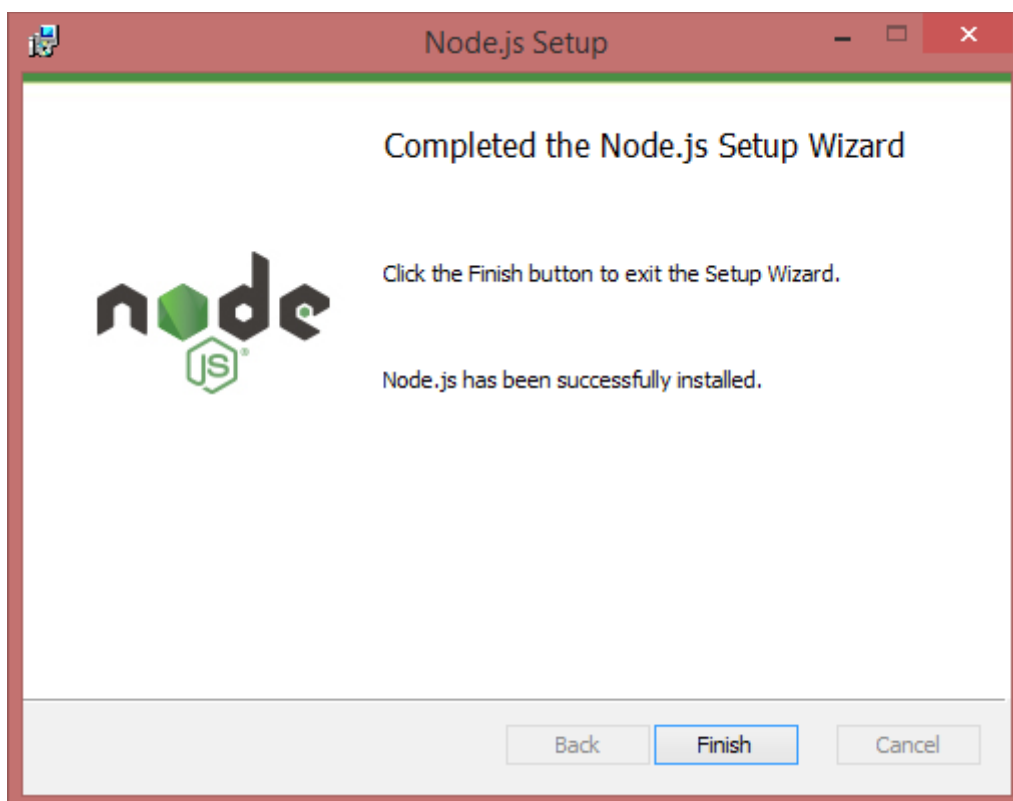 Node.js Setup
Completed the Node.js Setup Wizard
Click the Finish button to exit the Setup Wizard.
node
JS®
Node.js has been successfully installed.
Back Finish Cancel